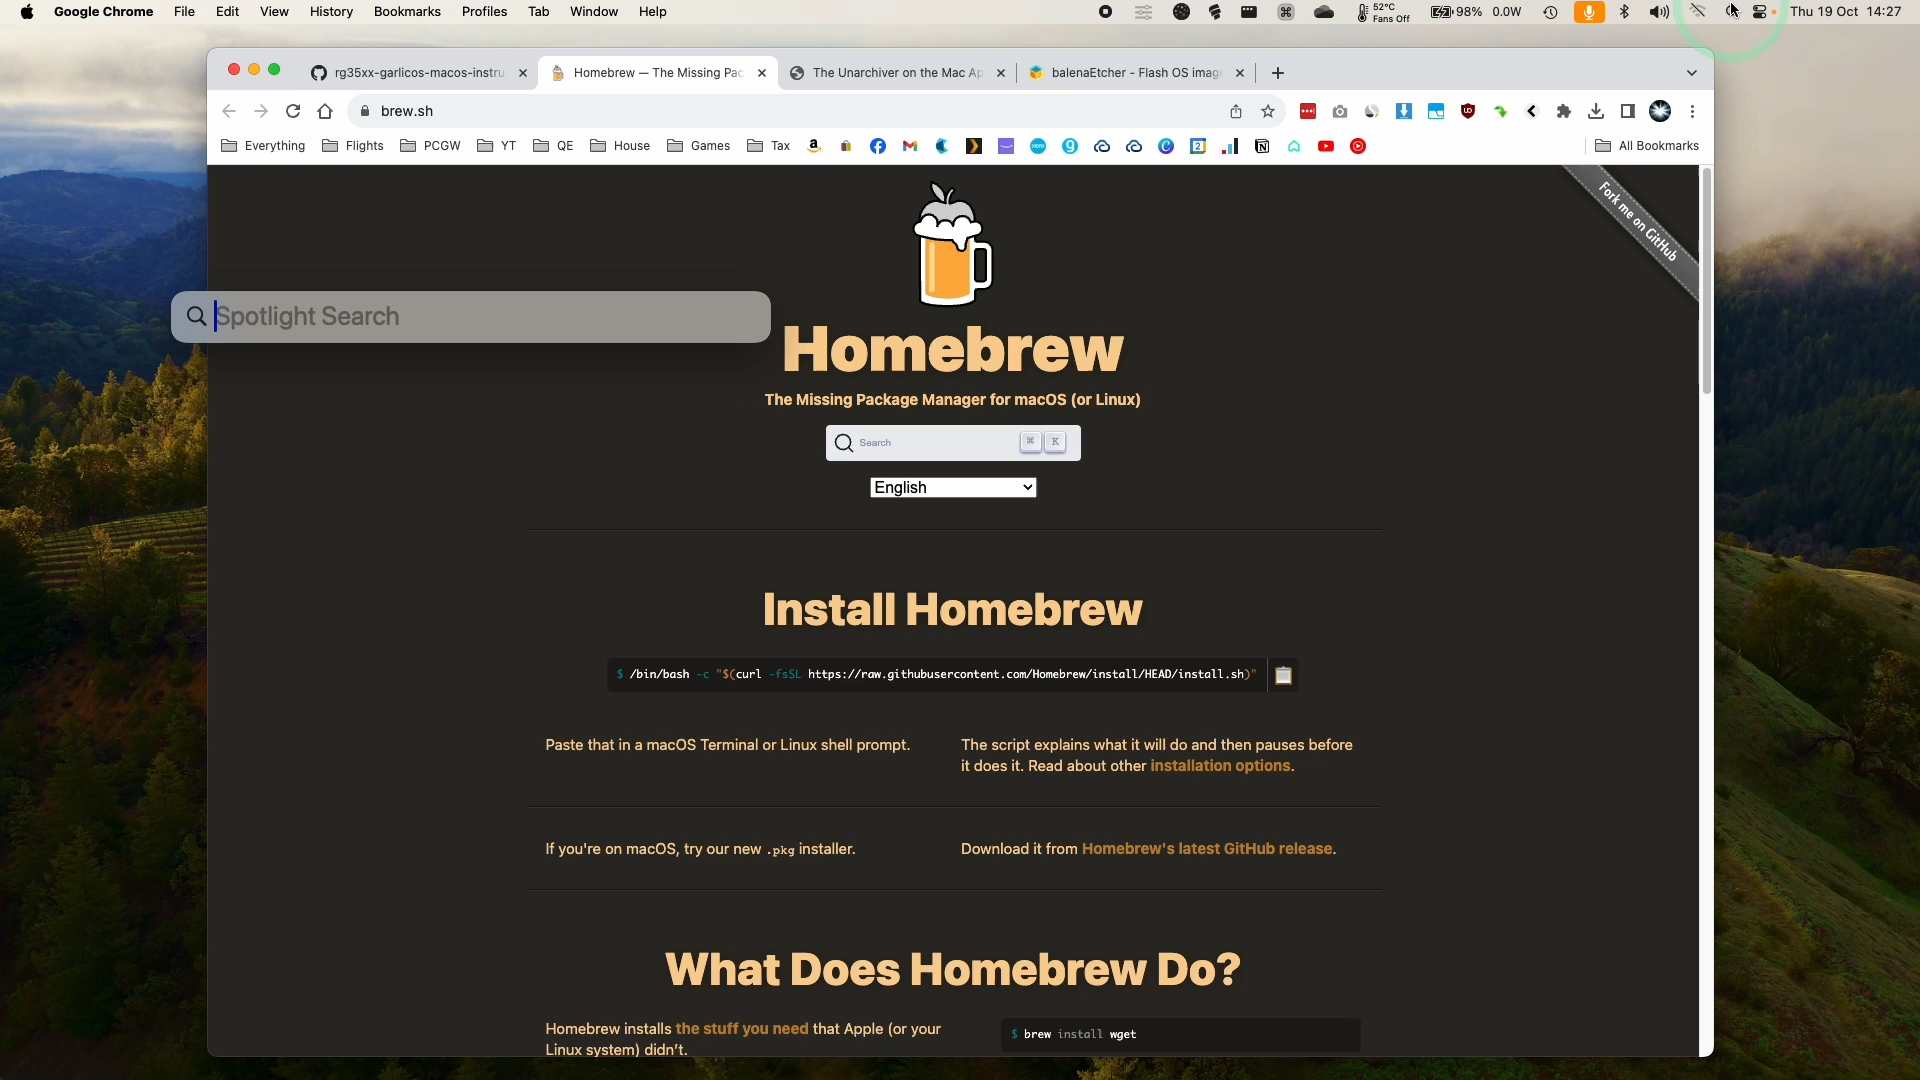 Google Chrome File Edit View History Bookmarks Profiles Tab Window Help
52°C
Fans Off
98% 0.0W
Thu 19 Oct 14:27
rg35xx-garlicos-macos-instru
Homebrew — The Missing Pac
The Unarchiver on the Mac Ap
balenaEtcher - Flash OS image
brew.sh
Everything Flights PCGW YT QE House Games Tax
All Bookmarks
Fork me on GitHub
Spotlight Search
Homebrew
The Missing Package Manager for macOS (or Linux)
Search ⌘ K
English
Install Homebrew
$ /bin/bash -c "$(curl -fsSL https://raw.githubusercontent.com/Homebrew/install/HEAD/install.sh)"
Paste that in a macOS Terminal or Linux shell prompt.
The script explains what it will do and then pauses before
it does it. Read about other installation options.
If you're on macOS, try our new .pkg installer.
Download it from Homebrew's latest GitHub release.
What Does Homebrew Do?
Homebrew installs the stuff you need that Apple (or your
Linux system) didn't.
$ brew install wget